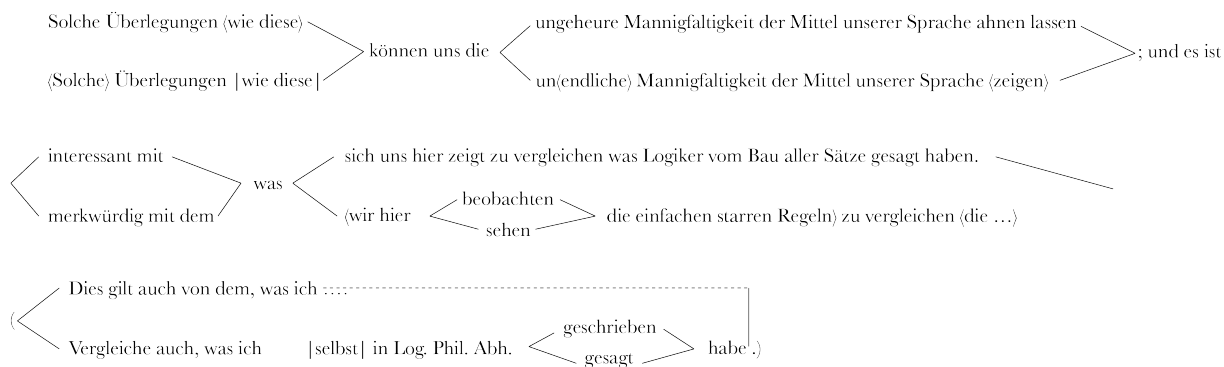 Solche Überlegungen ⟨wie diese⟩
⟨Solche⟩ Überlegungen |wie diese|
können uns die
ungeheure Mannigfaltigkeit der Mittel unserer Sprache ahnen lassen
un⟨endliche⟩ Mannigfaltigkeit der Mittel unserer Sprache ⟨zeigen⟩
; und es ist
interessant mit
merkwürdig mit dem
was
sich uns hier zeigt zu vergleichen was Logiker vom Bau aller Sätze gesagt haben.
⟨wir hier
beobachten
sehen
die einfachen starren Regeln⟩ zu vergleichen ⟨die …⟩
(
Dies gilt auch von dem, was ich ….
Vergleiche auch, was ich |selbst| in Log. Phil. Abh.
geschrieben
gesagt
habe .)